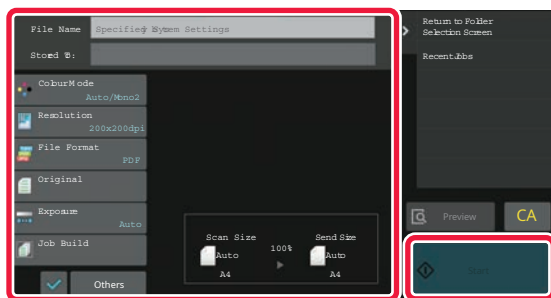 File Name
Specified by System Settings
Stored To:
Colour Mode
Auto/Mono2
Resolution
200x200dpi
File Format
PDF
Original
Exposure
Auto
Job Build
Others
Scan Size
Auto
A4
100%
Send Size
Auto
A4
Return to Folder
Selection Screen
Recent Jobs
Preview
CA
Start